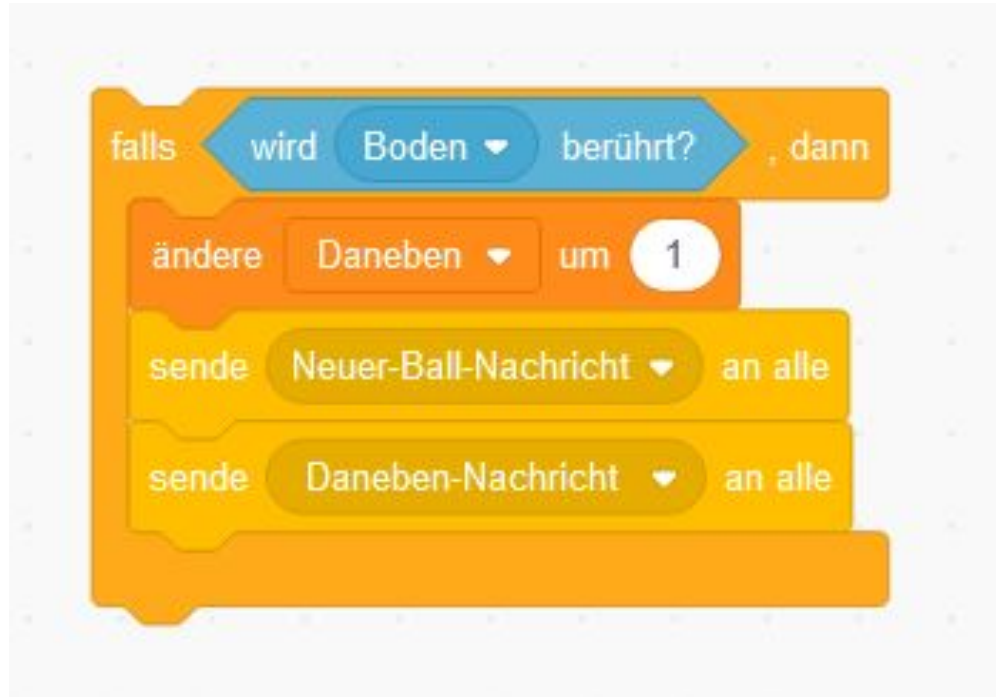 falls wird Boden berührt? , dann
ändere Daneben um 1
sende Neuer-Ball-Nachricht an alle
sende Daneben-Nachricht an alle